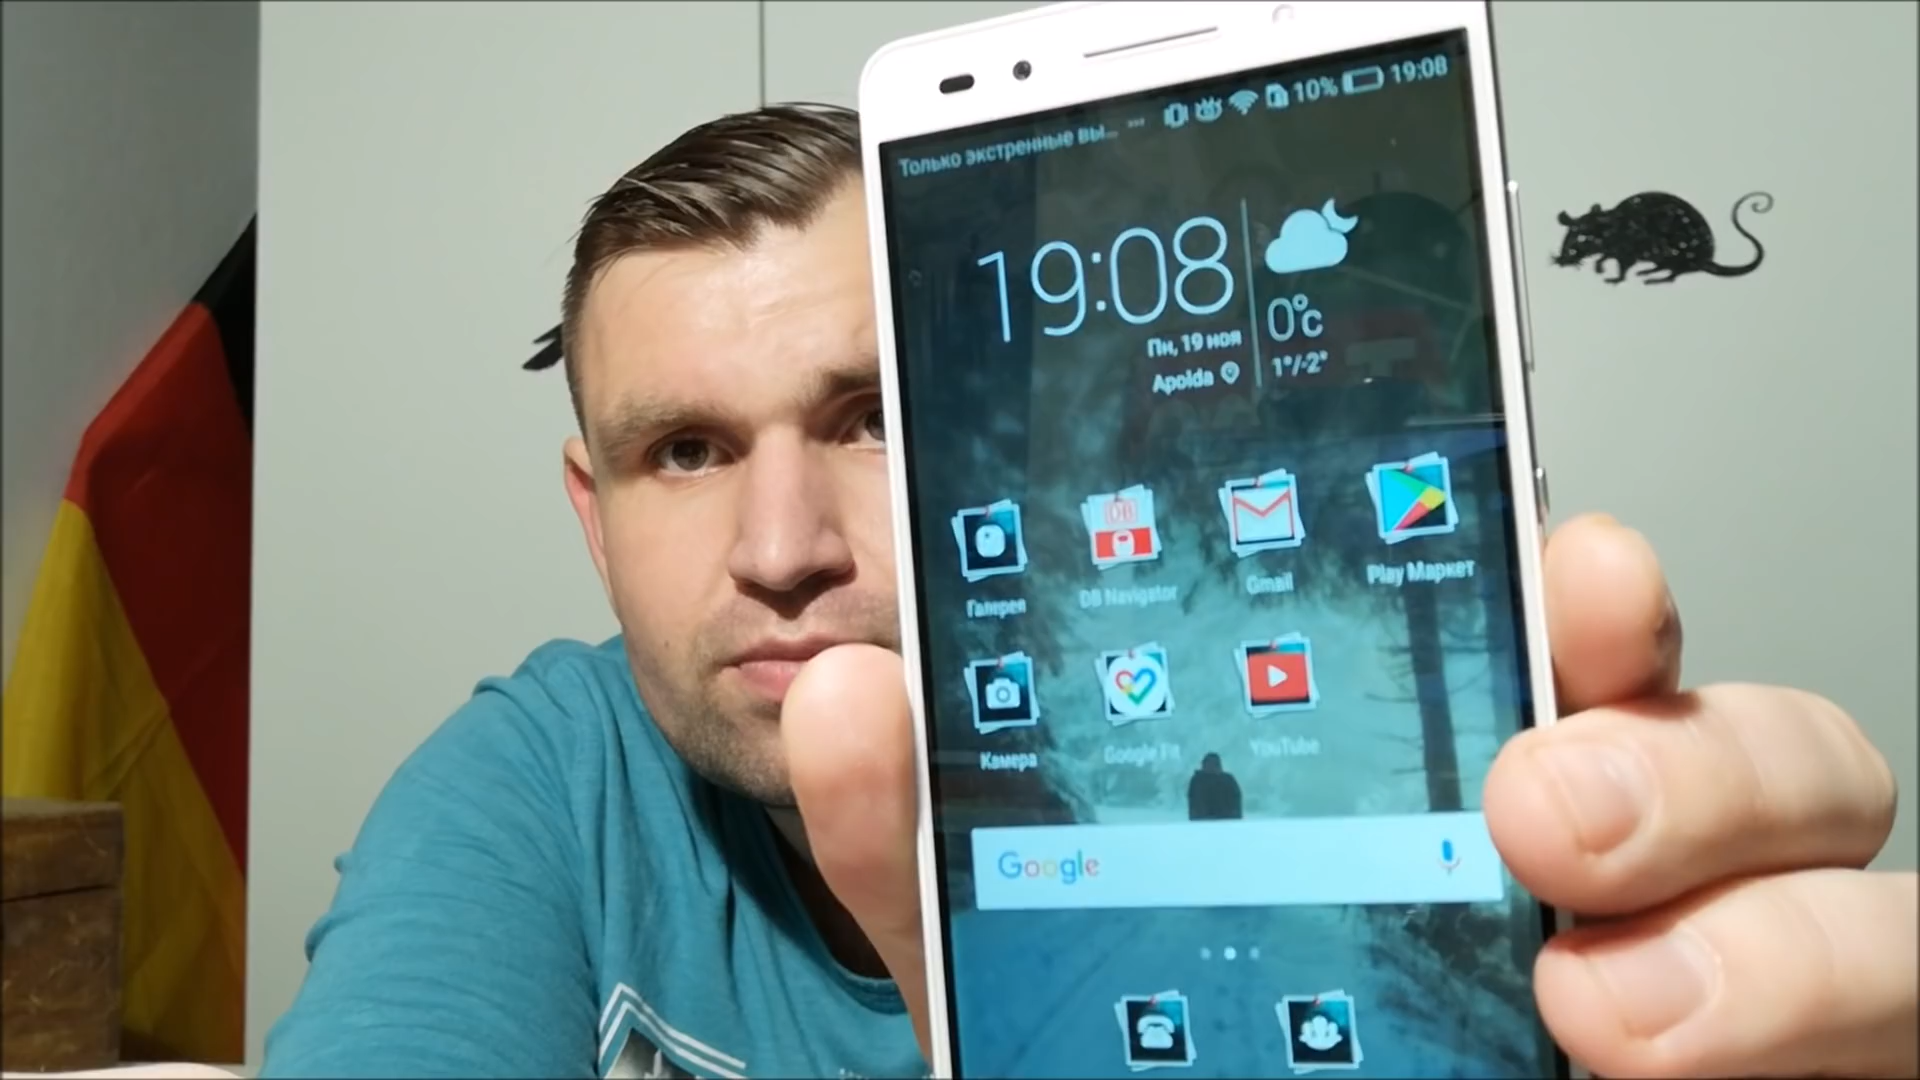 Только экстренные вы... 10% 19:08
19:08
0°c
Пн, 19 ноя
1°/-2°
Apolda
DB
Галерея
DB Navigator
Gmail
Play Маркет
Камера
Google Fit
YouTube
Google